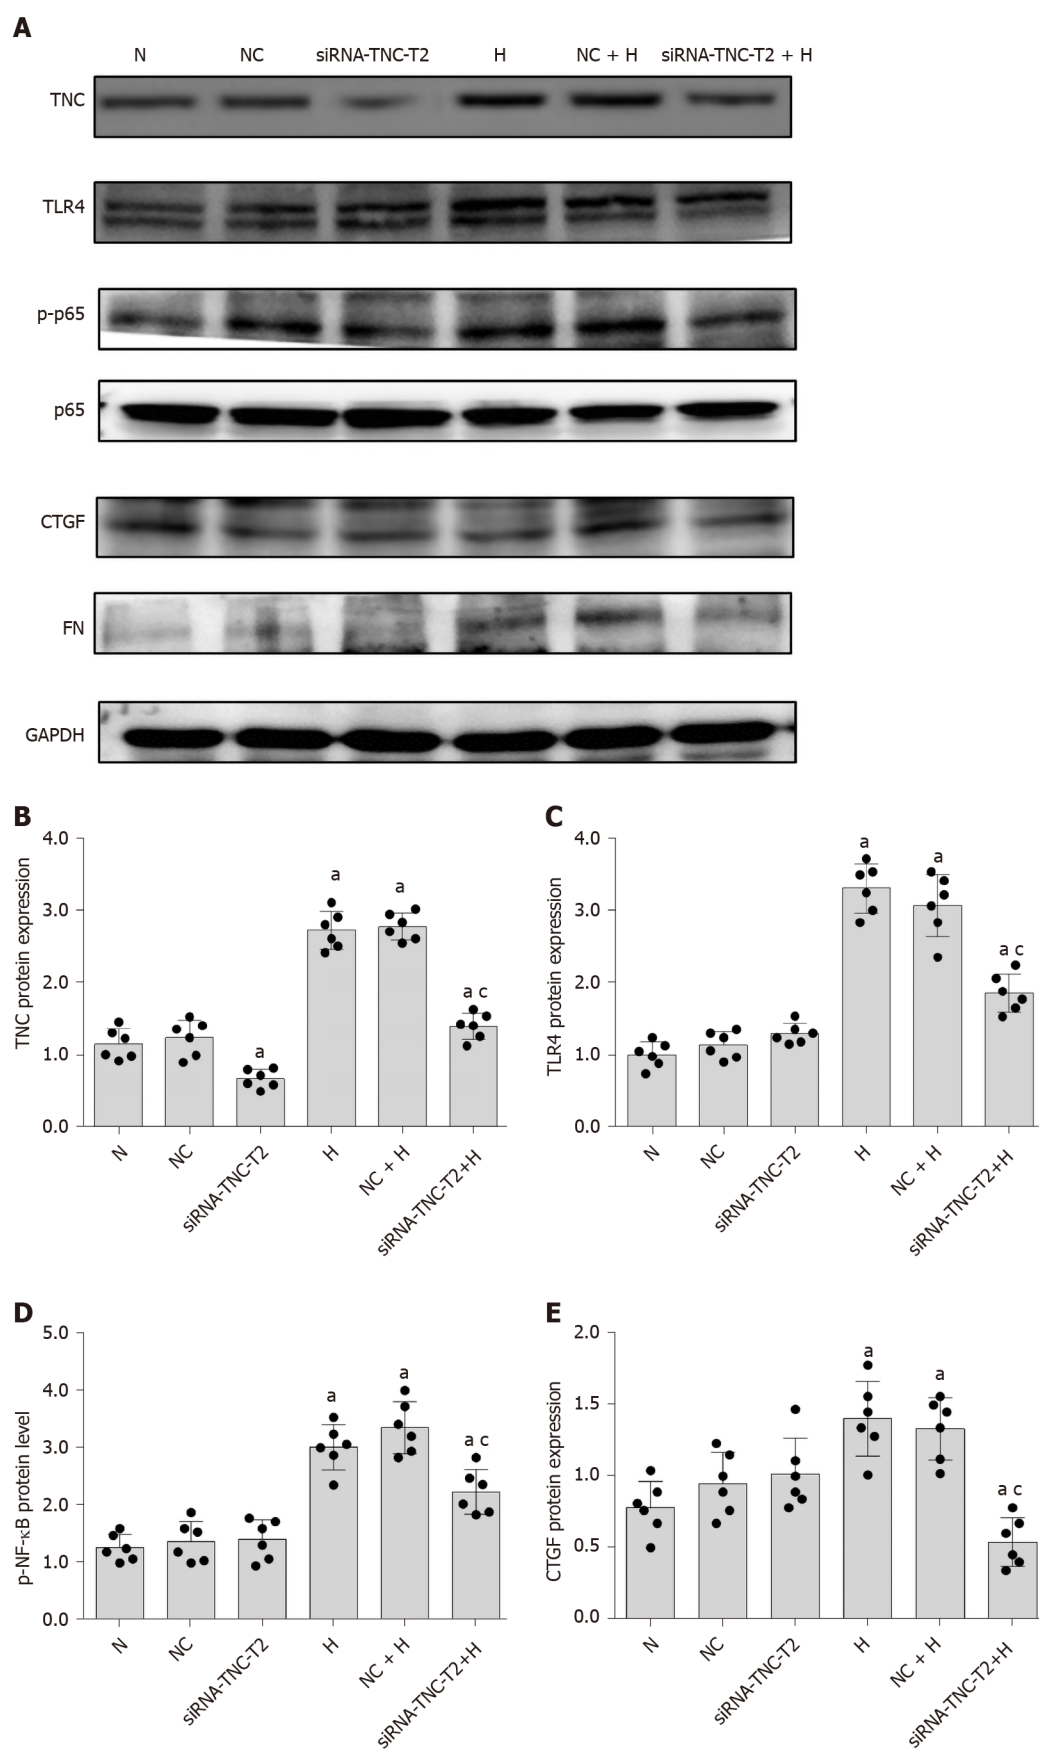 A
N NC siRNA-TNC-T2 H NC + H siRNA-TNC-T2 + H
TNC
TLR4
p-p65
p65
CTGF
FN
GAPDH
B
TNC protein expression
4.0
3.0
2.0
1.0
0.0
a
a
a
a c
N NC siRNA-TNC-T2 H NC + H siRNA-TNC-T2+H
C
TLR4 protein expression
4.0
3.0
2.0
1.0
0.0
a
a
a c
N NC siRNA-TNC-T2 H NC + H siRNA-TNC-T2+H
D
p-NF-κB protein level
5.0
4.0
3.0
2.0
1.0
0.0
a
a
a c
N NC siRNA-TNC-T2 H NC + H siRNA-TNC-T2+H
E
CTGF protein expression
2.0
1.5
1.0
0.5
0.0
a
a
a c
N NC siRNA-TNC-T2 H NC + H siRNA-TNC-T2+H